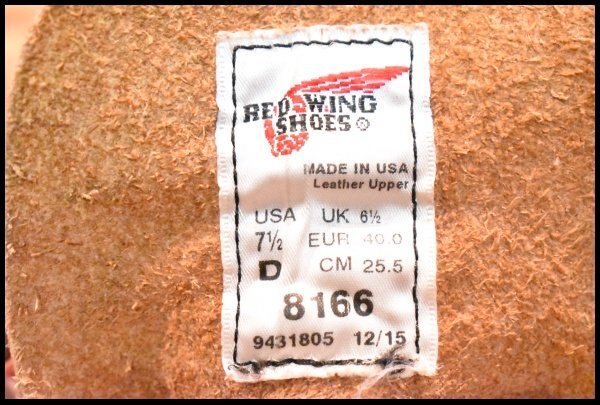 RED WING
SHOES®
MADE IN USA
Leather Upper
USA UK 6½
7½ EUR 40.0
D CM 25.5
8166
9431805 12/15